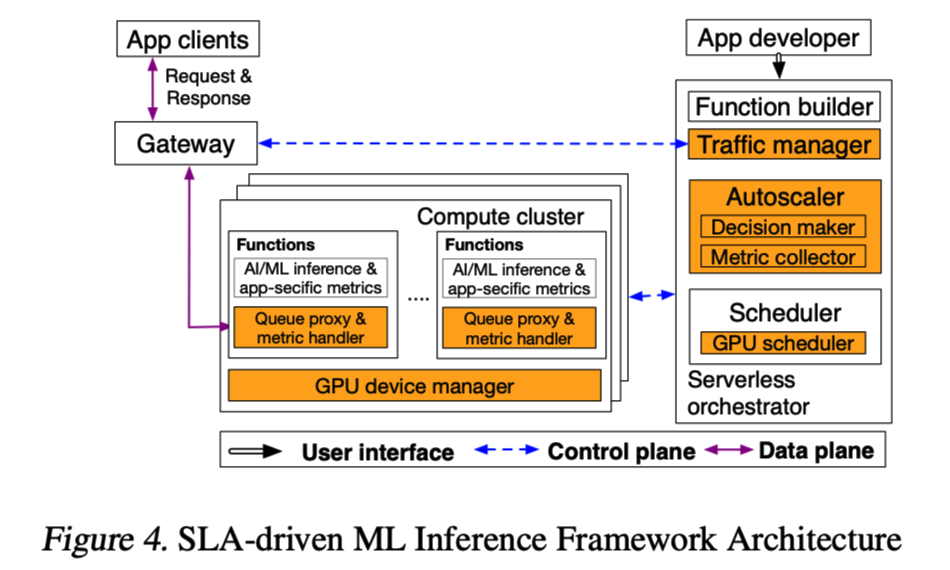 App clients
Request &
Response
Gateway
App developer
Function builder
Traffic manager
Autoscaler
Decision maker
Metric collector
Scheduler
GPU scheduler
Serverless
orchestrator
Compute cluster
Functions
AI/ML inference &
app-secific metrics
Queue proxy &
metric handler
....
Functions
AI/ML inference &
app-secific metrics
Queue proxy &
metric handler
GPU device manager
User interface
Control plane
Data plane
Figure 4. SLA-driven ML Inference Framework Architecture